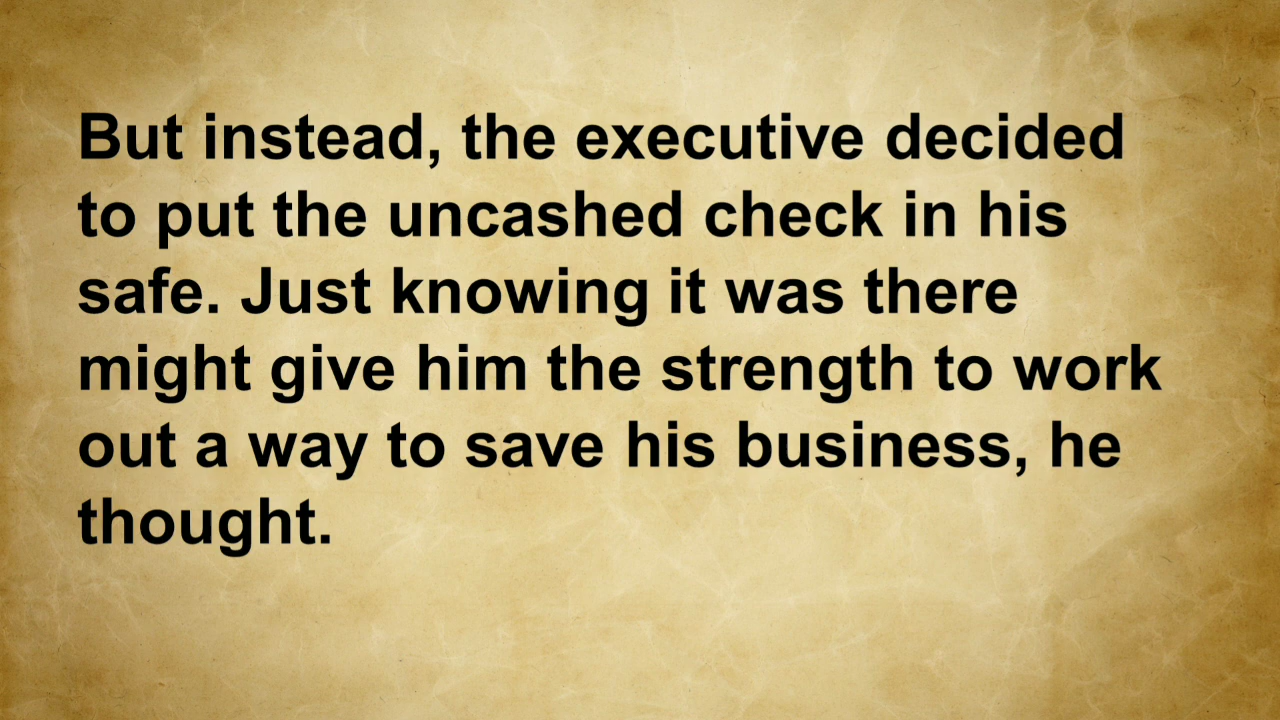 But instead, the executive decided
to put the uncashed check in his
safe. Just knowing it was there
might give him the strength to work
out a way to save his business, he
thought.